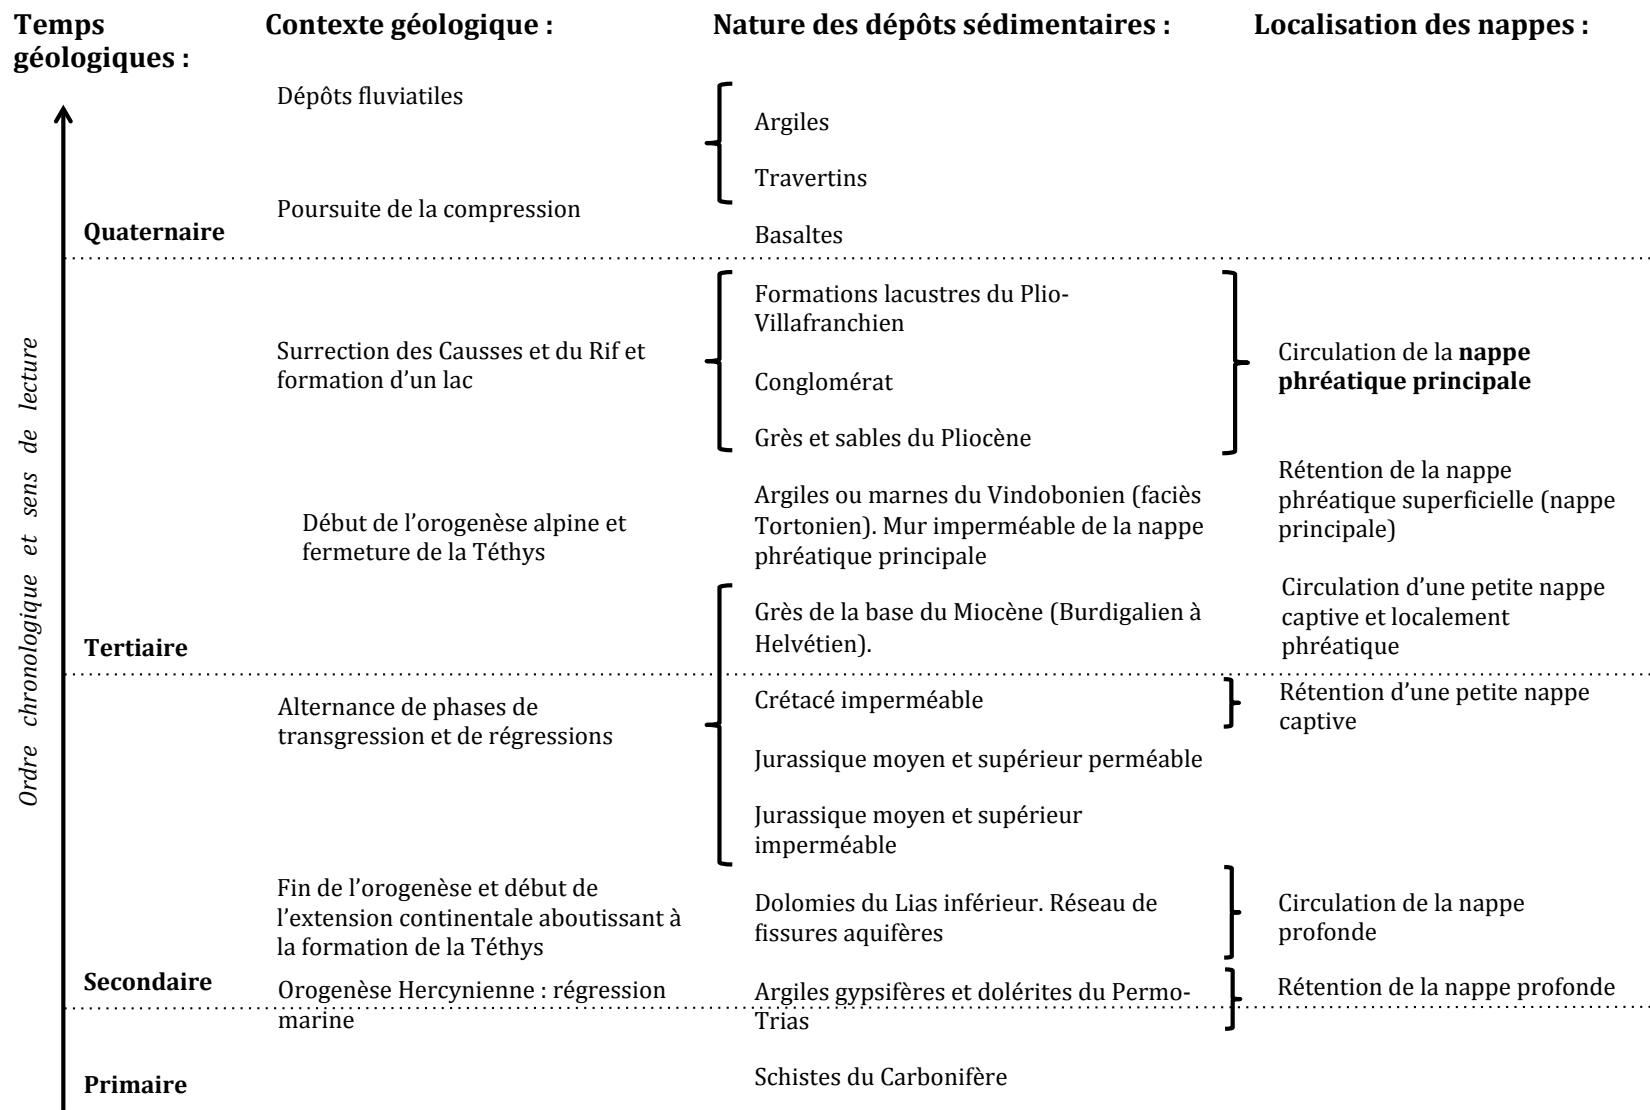 Temps
géologiques :
Contexte géologique :
Nature des dépôts sédimentaires :
Localisation des nappes :
Ordre chronologique et sens de lecture
Dépôts fluviatiles
Argiles
Travertins
Poursuite de la compression
Quaternaire
Basaltes
Formations lacustres du Plio-
Villafranchien
Surrection des Causses et du Rif et
formation d’un lac
Conglomérat
Grès et sables du Pliocène
Circulation de la nappe
phréatique principale
Début de l’orogenèse alpine et
fermeture de la Téthys
Argiles ou marnes du Vindobonien (faciès
Tortonien). Mur imperméable de la nappe
phréatique principale
Rétention de la nappe
phréatique superficielle (nappe
principale)
Tertiaire
Grès de la base du Miocène (Burdigalien à
Helvétien).
Circulation d’une petite nappe
captive et localement
phréatique
Alternance de phases de
transgression et de régressions
Crétacé imperméable
Rétention d’une petite nappe
captive
Jurassique moyen et supérieur perméable
Jurassique moyen et supérieur
imperméable
Fin de l’orogenèse et début de
l’extension continentale aboutissant à
la formation de la Téthys
Dolomies du Lias inférieur. Réseau de
fissures aquifères
Circulation de la nappe
profonde
Secondaire
Orogenèse Hercynienne : régression
marine
Argiles gypsifères et dolérites du Permo-
Trias
Rétention de la nappe profonde
Primaire
Schistes du Carbonifère